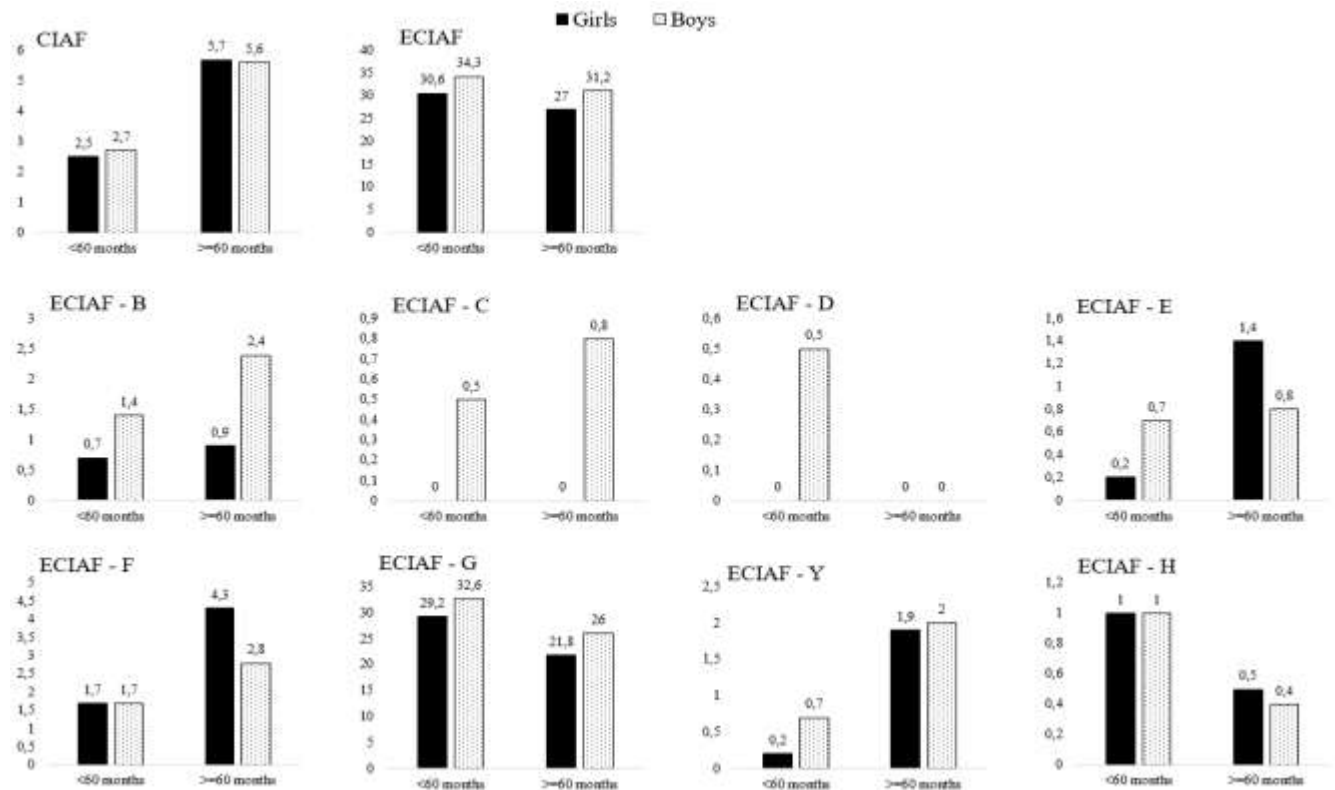 Girls Boys
CIAF
6
5
4
3
2
1
0
2,5 2,7 5,7 5,6
<60 months >=60 months
ECIAF
40
35
30
25
20
15
10
5
0
30,6 34,3 27 31,2
<60 months >=60 months
ECIAF - B
3
2,5
2
1,5
1
0,5
0
0,7 1,4 0,9 2,4
<60 months >=60 months
ECIAF - C
0,9
0,8
0,7
0,6
0,5
0,4
0,3
0,2
0,1
0
0 0,5 0 0,8
<60 months >=60 months
ECIAF - D
0,6
0,5
0,4
0,3
0,2
0,1
0
0 0,5 0 0
<60 months >=60 months
ECIAF - E
1,6
1,4
1,2
1
0,8
0,6
0,4
0,2
0
0,2 0,7 1,4 0,8
<60 months >=60 months
ECIAF - F
5
4,5
4
3,5
3
2,5
2
1,5
1
0,5
0
1,7 1,7 4,3 2,8
<60 months >=60 months
ECIAF - G
35
30
25
20
15
10
5
0
29,2 32,6 21,8 26
<60 months >=60 months
ECIAF - Y
2,5
2
1,5
1
0,5
0
0,2 0,7 1,9 2
<60 months >=60 months
ECIAF - H
1,2
1
0,8
0,6
0,4
0,2
0
1 1 0,5 0,4
<60 months >=60 months